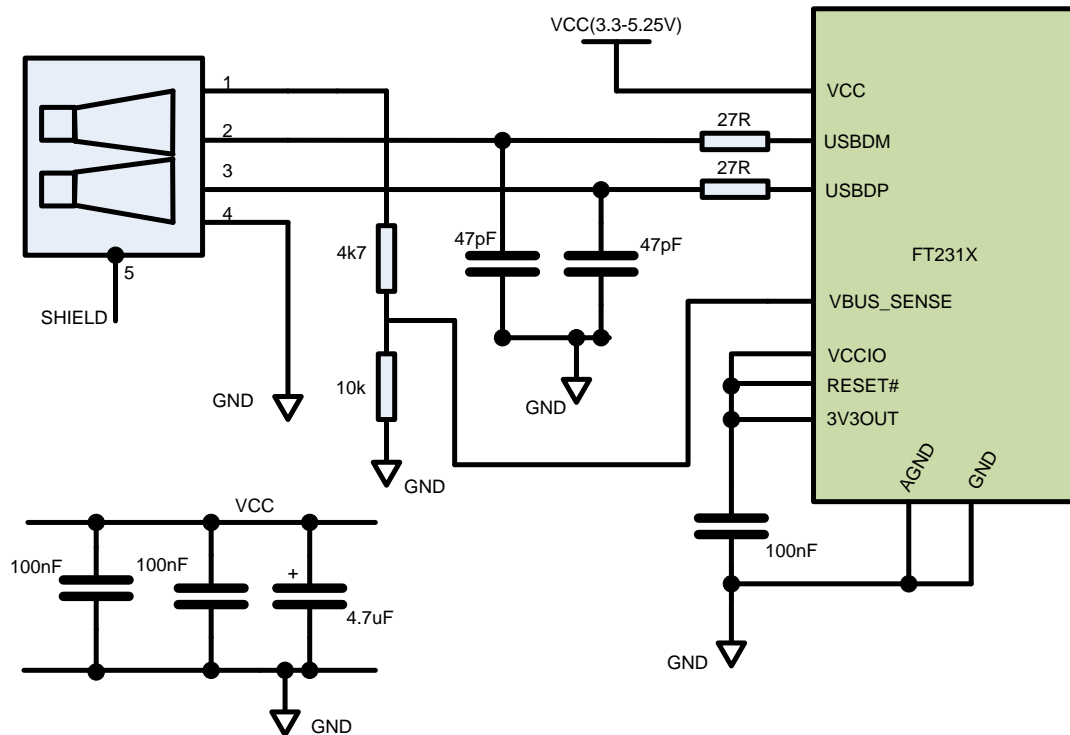 VCC(3.3-5.25V)
1
VCC
27R
2
USBDM
27R
3
USBDP
4
47pF
47pF
4k7
FT231X
5
SHIELD
VBUS_SENSE
VCCIO
10k
RESET#
GND
GND
3V3OUT
AGND
GND
GND
VCC
100nF
100nF
100nF
+
4.7uF
GND
GND